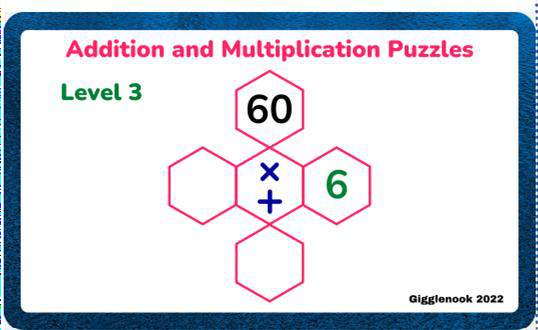 Addition and Multiplication Puzzles
Level 3
60
×
6
+
Gigglenook 2022